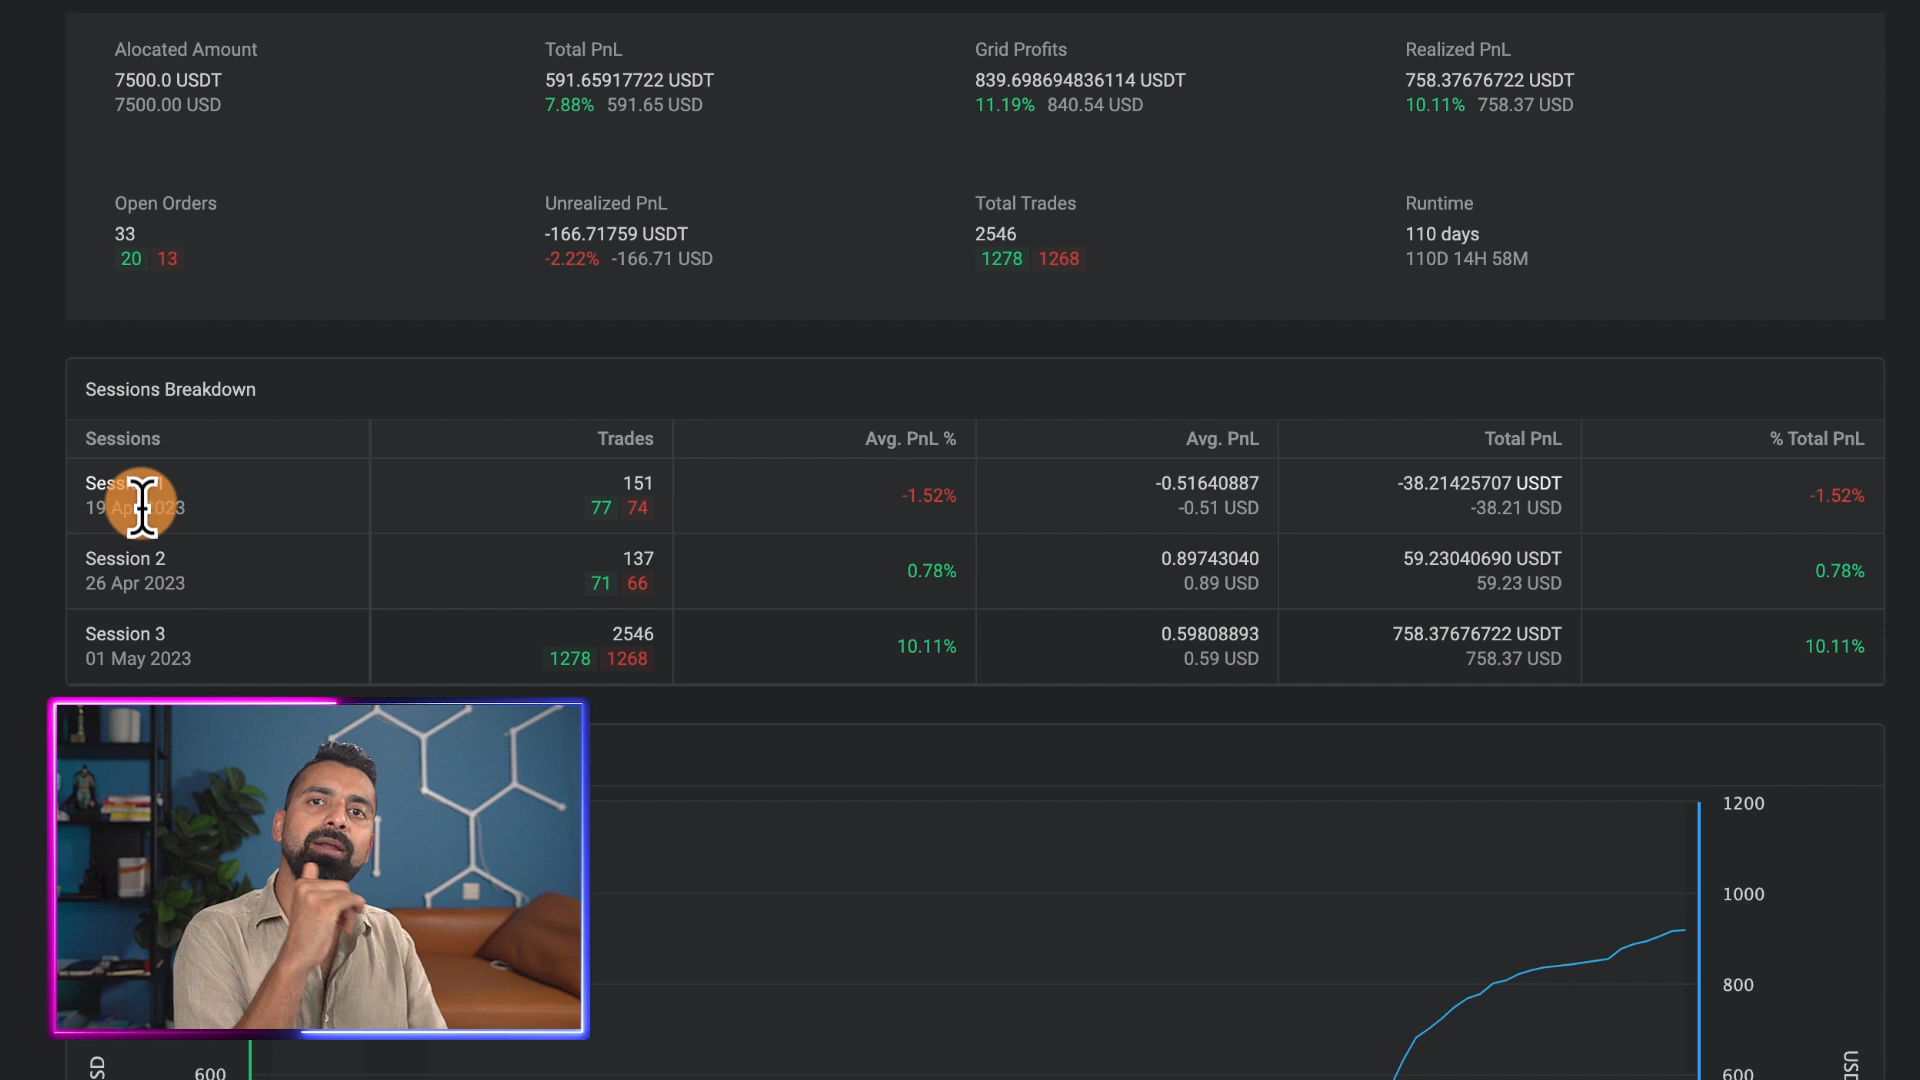 Alocated Amount
7500.0 USDT
7500.00 USD
Total PnL
591.65917722 USDT
7.88% 591.65 USD
Grid Profits
839.698694836114 USDT
11.19% 840.54 USD
Realized PnL
758.37676722 USDT
10.11% 758.37 USD
Open Orders
33
20 13
Unrealized PnL
-166.71759 USDT
-2.22% -166.71 USD
Total Trades
2546
1278 1268
Runtime
110 days
110D 14H 58M
Sessions Breakdown
Sessions Trades Avg. PnL % Avg. PnL Total PnL % Total PnL
151 -0.51640887 -38.21425707 USDT
-1.52% -1.52%
77 74 -0.51 USD -38.21 USD
Session 2 137 0.89743040 59.23040690 USDT
0.78% 0.78%
26 Apr 2023 71 66 0.89 USD 59.23 USD
Session 3 2546 0.59808893 758.37676722 USDT
10.11% 10.11%
01 May 2023 1278 1268 0.59 USD 758.37 USD
1200
1000
800
600 600